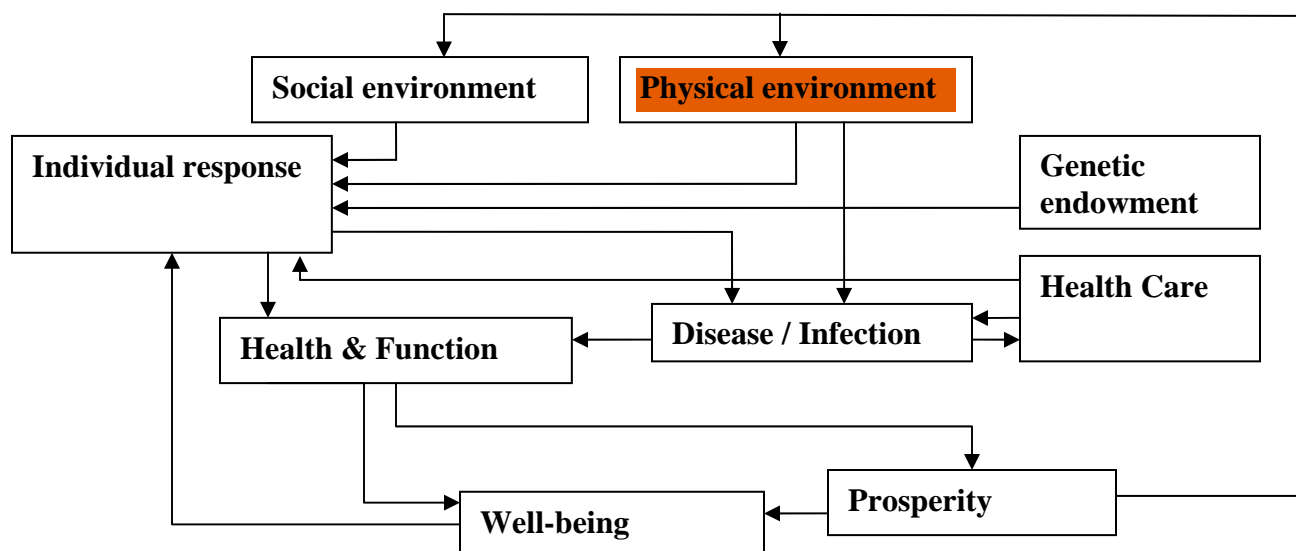 Social environment
Physical environment
Individual response
Genetic
endowment
Health Care
Disease / Infection
Health & Function
Prosperity
Well-being